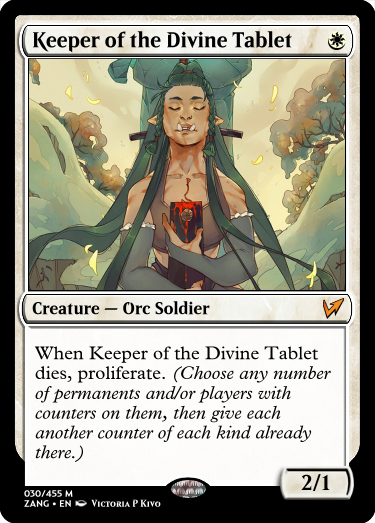 Keeper of the Divine Tablet
Creature — Orc Soldier
When Keeper of the Divine Tablet
dies, proliferate. (Choose any number
of permanents and/or players with
counters on them, then give each
another counter of each kind already
there.)
2/1
030/455 M
ZANG • EN Victoria P Kivo